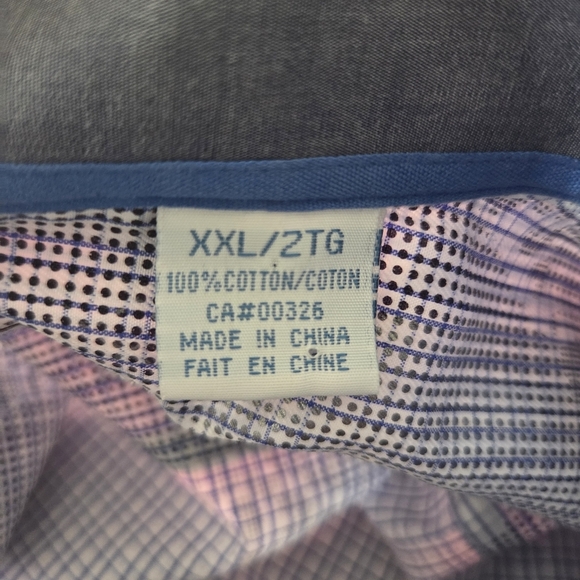 XXL/2TG
100%COTTON/COTON
CA#00326
MADE IN CHINA
FAIT EN CHINE